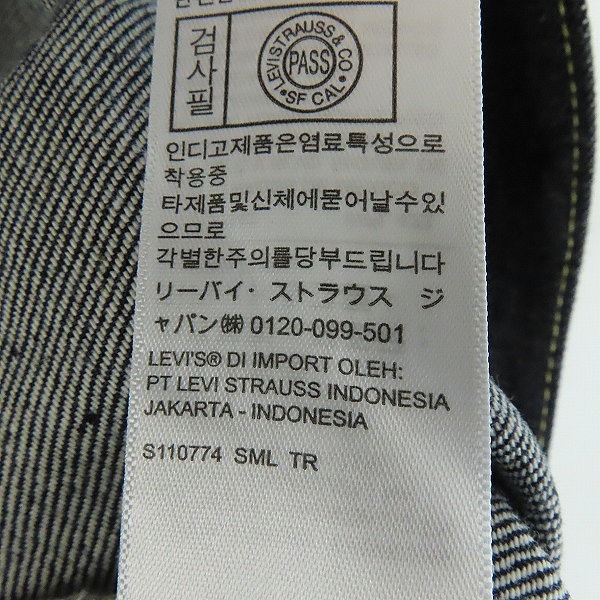 검사필
LEVI STRAUSS & CO
PASS
SF CAL
인디고제품은염료특성으로
착용중
타제품및신체에묻어날수있
으므로
각별한주의를당부드립니다
リーバイ・ストラウス ジ
ャパン㈱ 0120-099-501
LEVI'S® DI IMPORT OLEH:
PT LEVI STRAUSS INDONESIA
JAKARTA - INDONESIA
S110774 SML TR